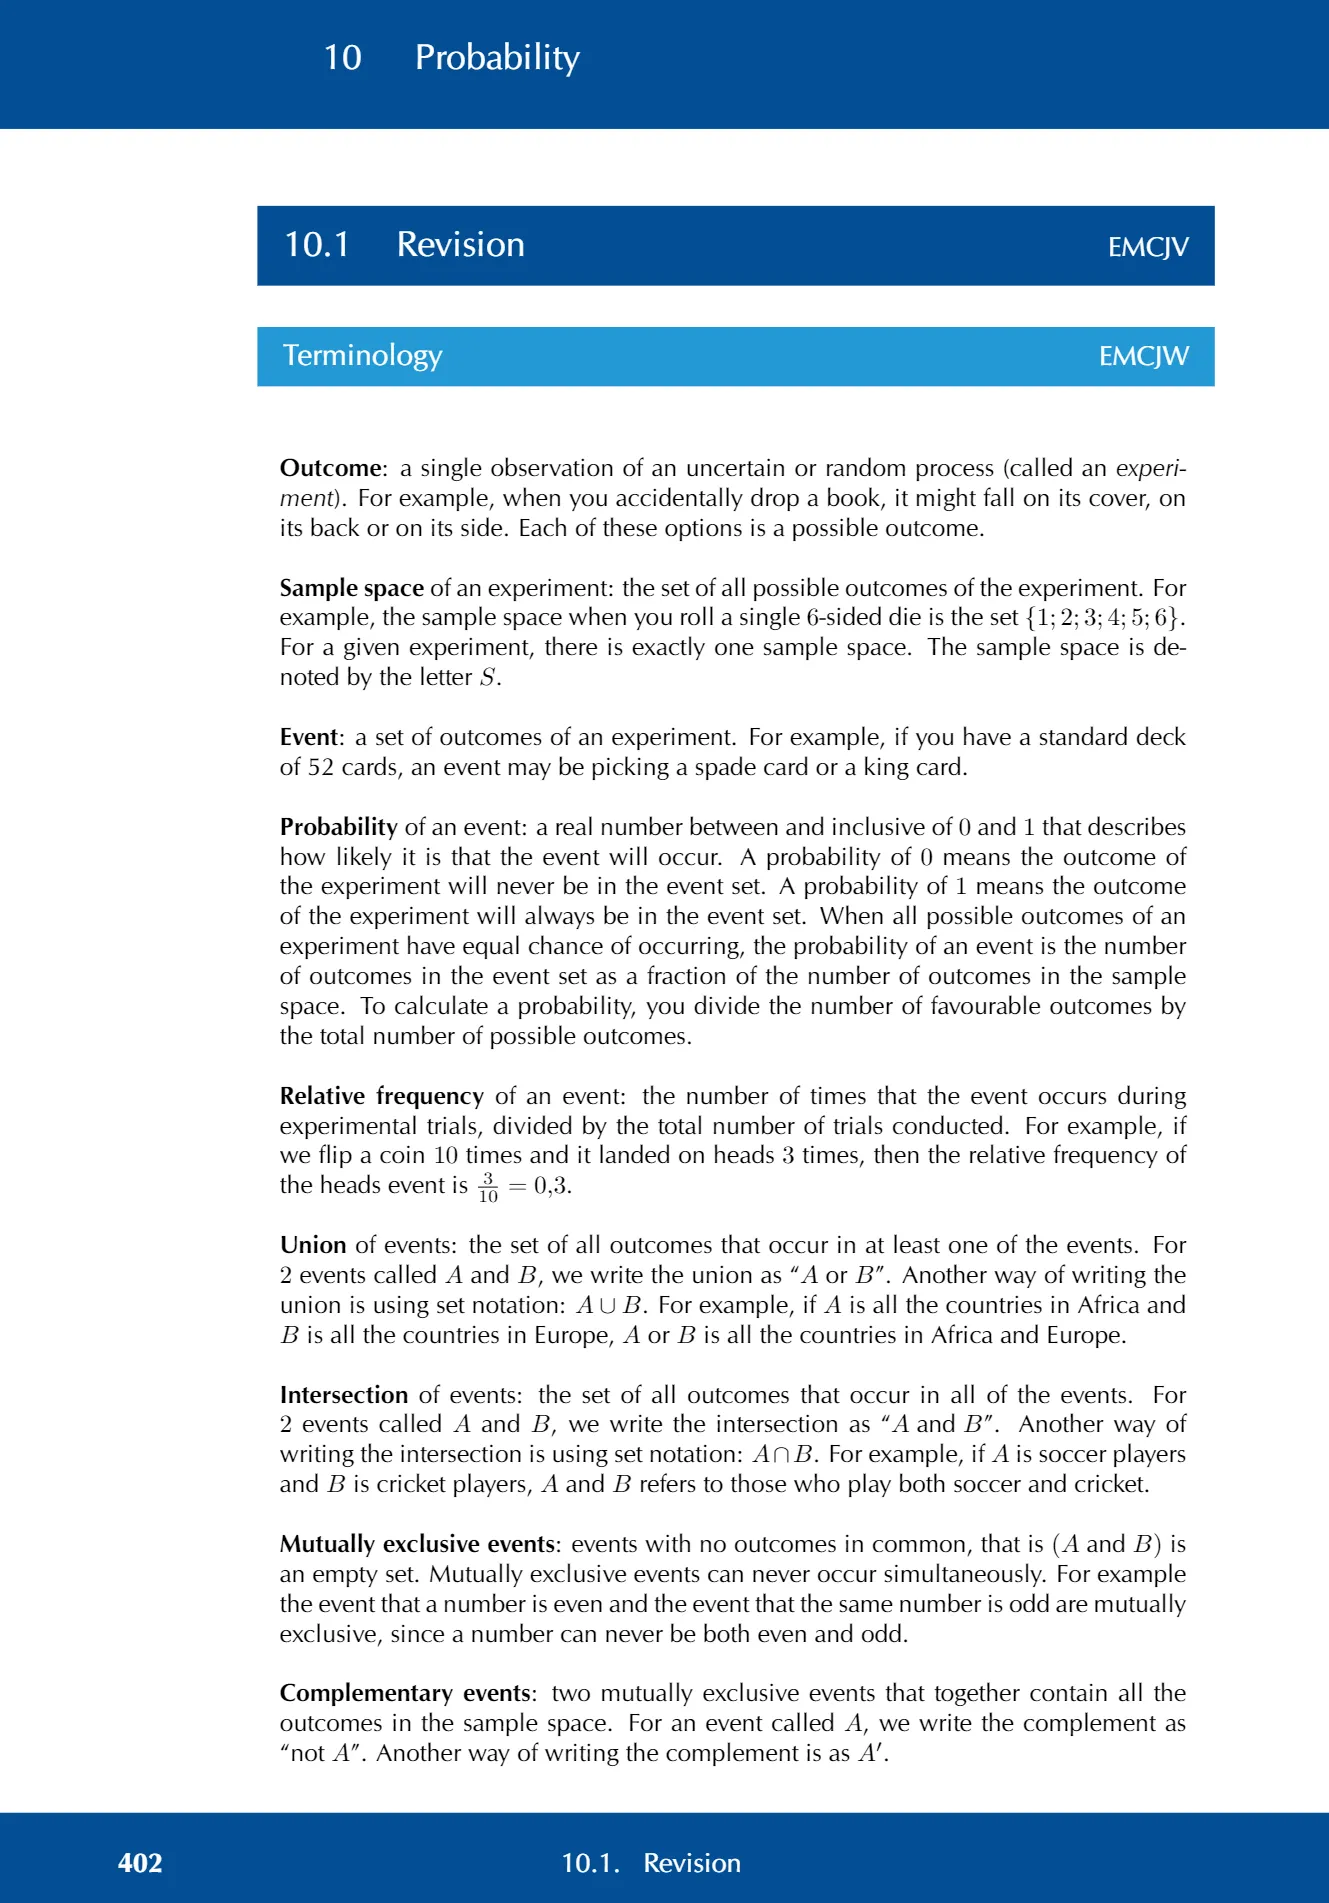 10 Probability
10.1 Revision EMCJV
Terminology EMCJW
Outcome: a single observation of an uncertain or random process (called an experi-
ment). For example, when you accidentally drop a book, it might fall on its cover, on
its back or on its side. Each of these options is a possible outcome.
Sample space of an experiment: the set of all possible outcomes of the experiment. For
example, the sample space when you roll a single 6-sided die is the set {1; 2; 3; 4; 5; 6}.
For a given experiment, there is exactly one sample space. The sample space is de-
noted by the letter S.
Event: a set of outcomes of an experiment. For example, if you have a standard deck
of 52 cards, an event may be picking a spade card or a king card.
Probability of an event: a real number between and inclusive of 0 and 1 that describes
how likely it is that the event will occur. A probability of 0 means the outcome of
the experiment will never be in the event set. A probability of 1 means the outcome
of the experiment will always be in the event set. When all possible outcomes of an
experiment have equal chance of occurring, the probability of an event is the number
of outcomes in the event set as a fraction of the number of outcomes in the sample
space. To calculate a probability, you divide the number of favourable outcomes by
the total number of possible outcomes.
Relative frequency of an event: the number of times that the event occurs during
experimental trials, divided by the total number of trials conducted. For example, if
we flip a coin 10 times and it landed on heads 3 times, then the relative frequency of
the heads event is 3/10 = 0,3.
Union of events: the set of all outcomes that occur in at least one of the events. For
2 events called A and B, we write the union as “A or B”. Another way of writing the
union is using set notation: A ∪ B. For example, if A is all the countries in Africa and
B is all the countries in Europe, A or B is all the countries in Africa and Europe.
Intersection of events: the set of all outcomes that occur in all of the events. For
2 events called A and B, we write the intersection as “A and B”. Another way of
writing the intersection is using set notation: A∩B. For example, if A is soccer players
and B is cricket players, A and B refers to those who play both soccer and cricket.
Mutually exclusive events: events with no outcomes in common, that is (A and B) is
an empty set. Mutually exclusive events can never occur simultaneously. For example
the event that a number is even and the event that the same number is odd are mutually
exclusive, since a number can never be both even and odd.
Complementary events: two mutually exclusive events that together contain all the
outcomes in the sample space. For an event called A, we write the complement as
“not A”. Another way of writing the complement is as A′.
402 10.1. Revision